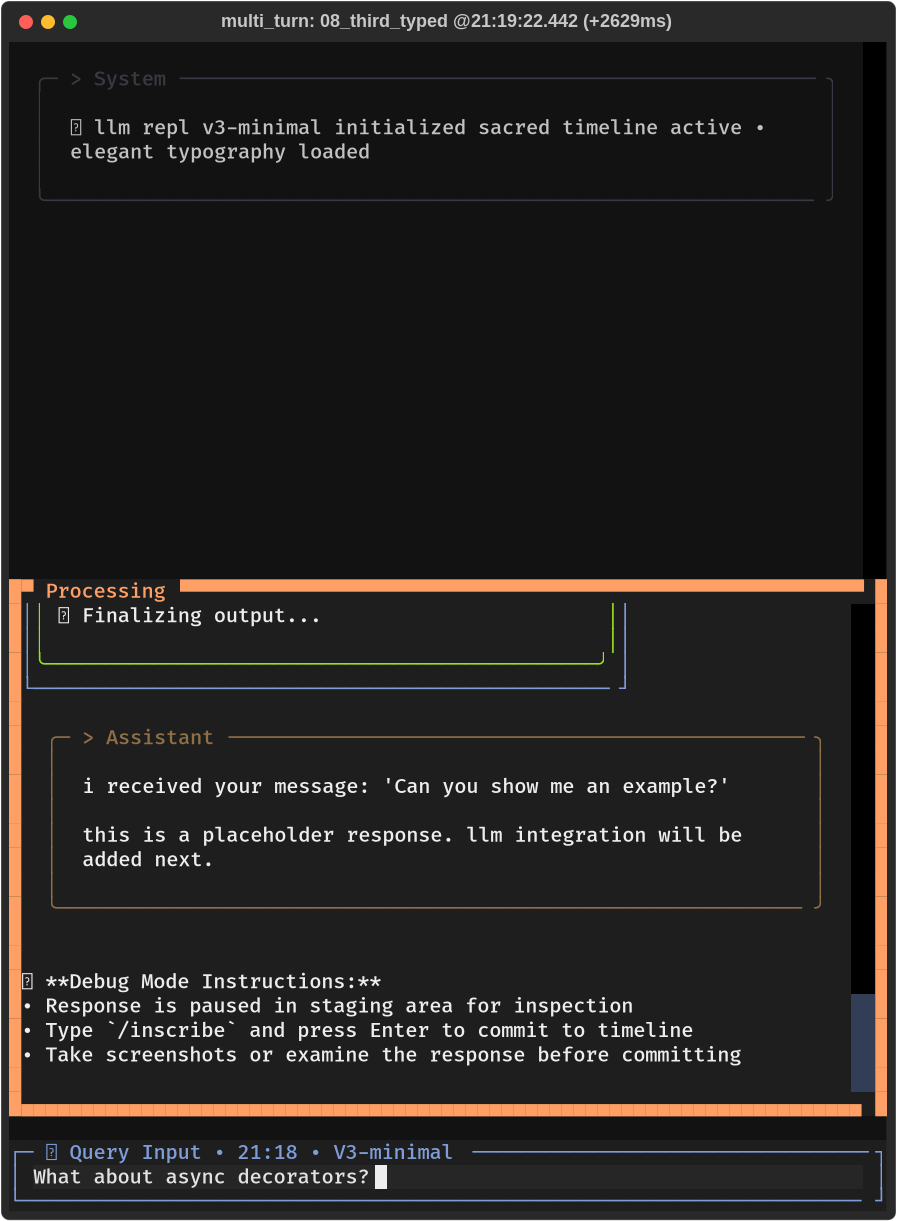 multi_turn: 08_third_typed @21:19:22.442 (+2629ms)
> System
llm repl v3-minimal initialized sacred timeline active •
elegant typography loaded
Processing
Finalizing output...
> Assistant
i received your message: 'Can you show me an example?'
this is a placeholder response. llm integration will be
added next.
**Debug Mode Instructions:**
• Response is paused in staging area for inspection
• Type `/inscribe` and press Enter to commit to timeline
• Take screenshots or examine the response before committing
Query Input • 21:18 • V3-minimal
What about async decorators?